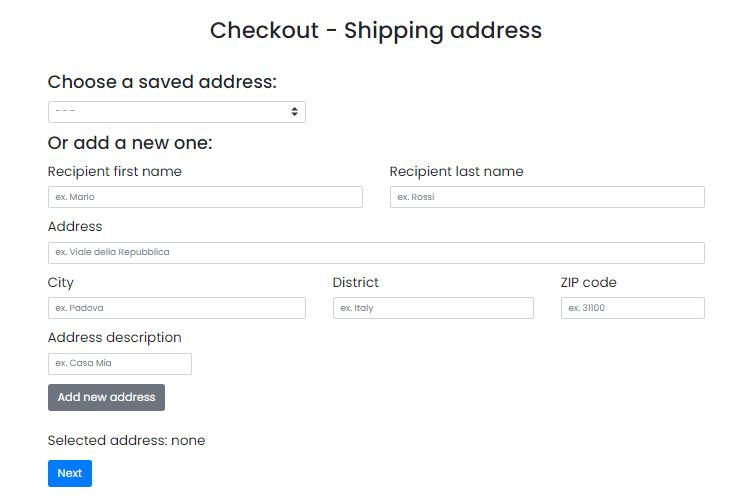 Checkout - Shipping address
Choose a saved address:
- - -
Or add a new one:
Recipient first name
Recipient last name
ex. Mario
ex. Rossi
Address
ex. Viale della Repubblica
City
District
ZIP code
ex. Padova
ex. Italy
ex. 31100
Address description
ex. Casa Mia
Add new address
Selected address: none
Next